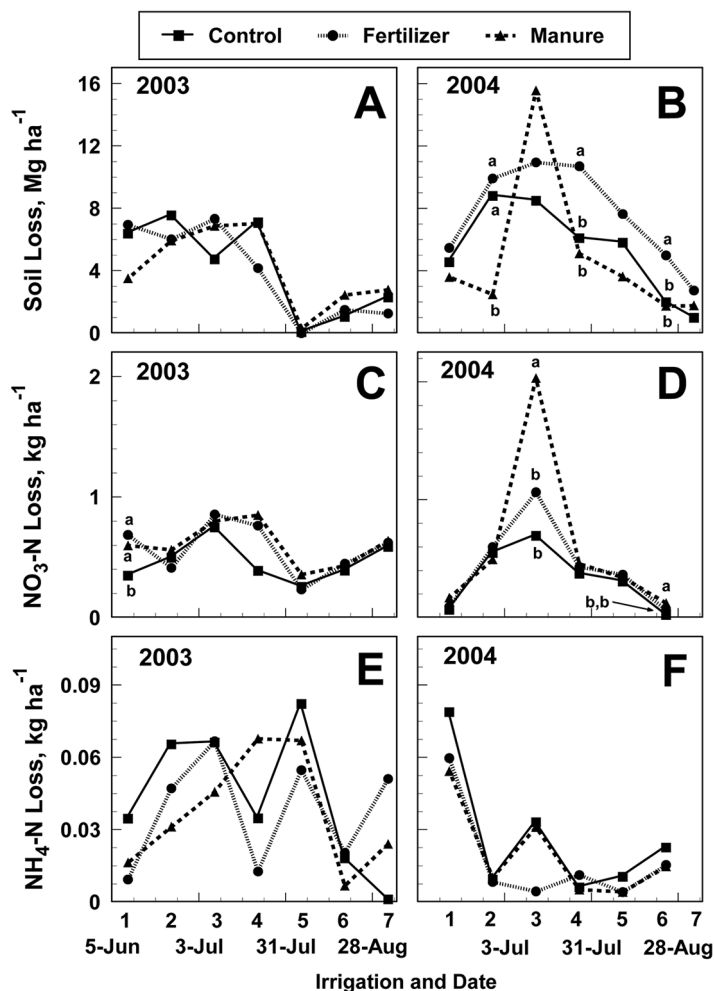 Control Fertilizer Manure
2003 A
2004 B
Soil Loss, Mg ha-1
16
12
8
4
0
a a
a b
b b
a
b
2003 C
2004 D
NO3-N Loss, kg ha-1
2
1
0
a
a
b
a
b
b
b,b
a
2003 E
2004 F
NH4-N Loss, kg ha-1
0.09
0.06
0.03
0
1 2 3 4 5 6 7 1 2 3 4 5 6 7
5-Jun 3-Jul 31-Jul 28-Aug 3-Jul 31-Jul 28-Aug
Irrigation and Date